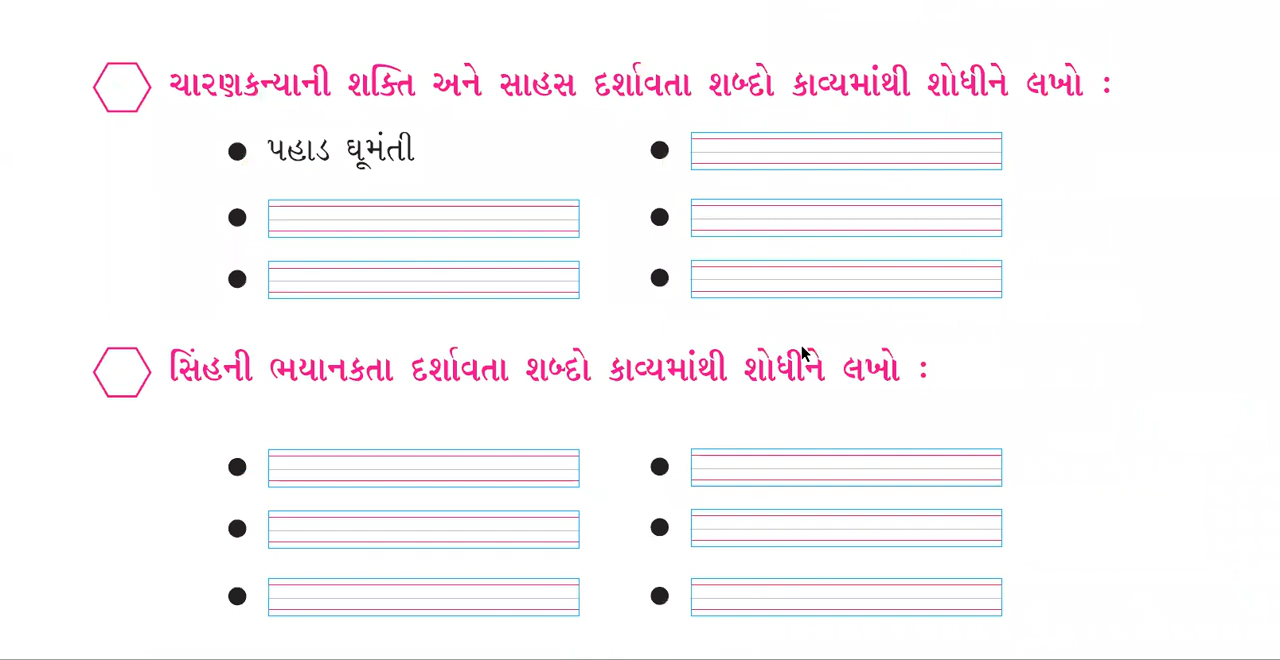 ચારણકન્યાની શક્તિ અને સાહસ દર્શાવતા શબ્દો કાવ્યમાંથી શોધીને લખો :
પહાડ ઘૂમંતી
સિંહની ભયાનકતા દર્શાવતા શબ્દો કાવ્યમાંથી શોધીને લખો :